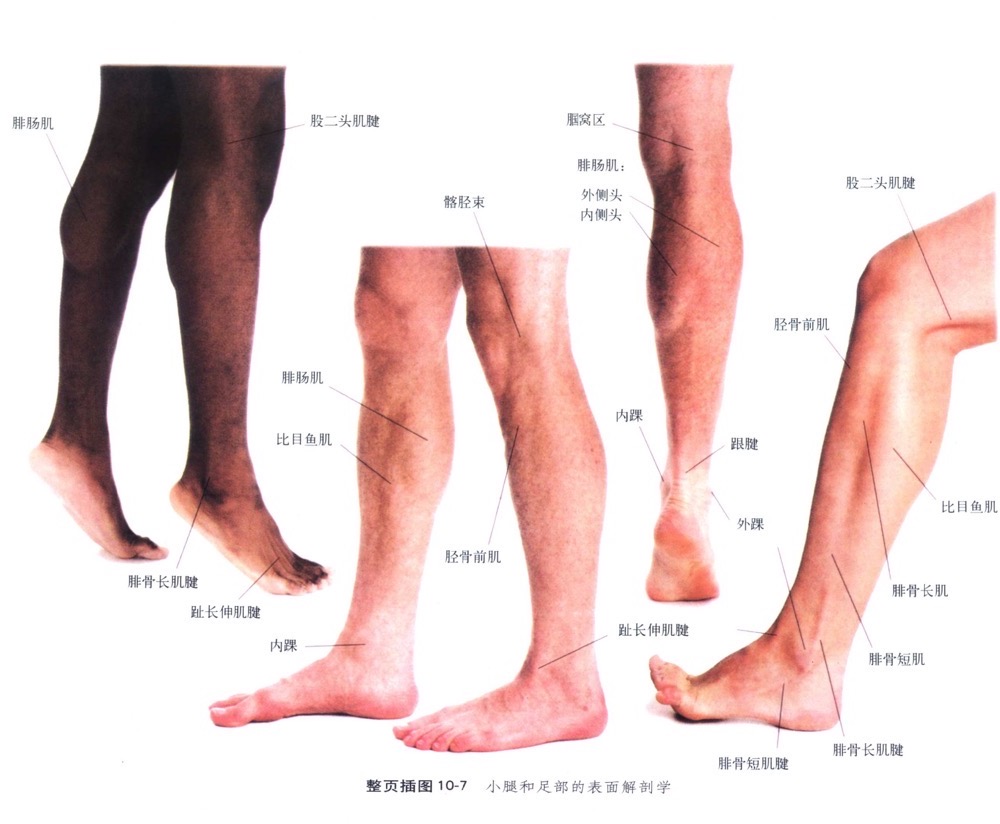 腓肠肌
股二头肌腱
腘窝区
腓肠肌：
外侧头
内侧头
股二头肌腱
髂胫束
胫骨前肌
腓肠肌
比目鱼肌
内踝
跟腱
比目鱼肌
外踝
胫骨前肌
腓骨长肌腱
腓骨长肌
趾长伸肌腱
趾长伸肌腱
内踝
腓骨短肌
腓骨长肌腱
腓骨短肌腱
整页插图 10-7 小腿和足部的表面解剖学